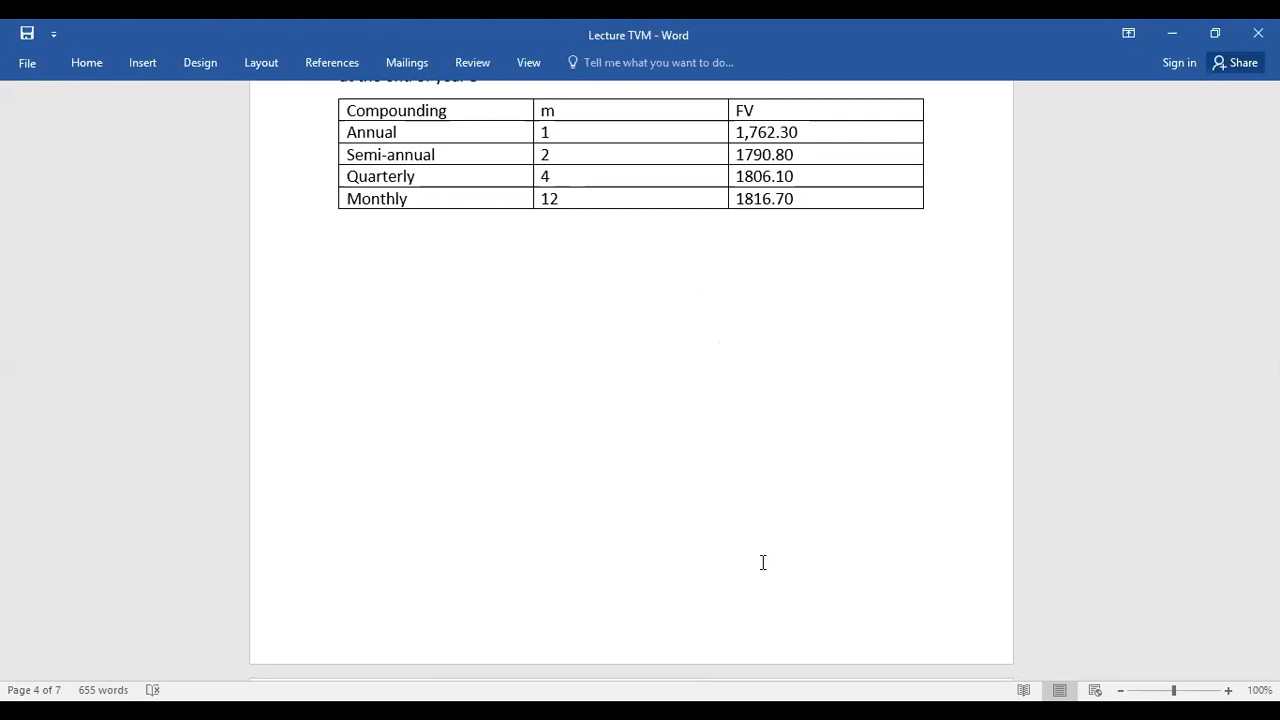 Lecture TVM - Word
File Home Insert Design Layout References Mailings Review View Tell me what you want to do... Sign in Share
Compounding m FV
Annual 1 1,762.30
Semi-annual 2 1790.80
Quarterly 4 1806.10
Monthly 12 1816.70
Page 4 of 7 655 words 100%